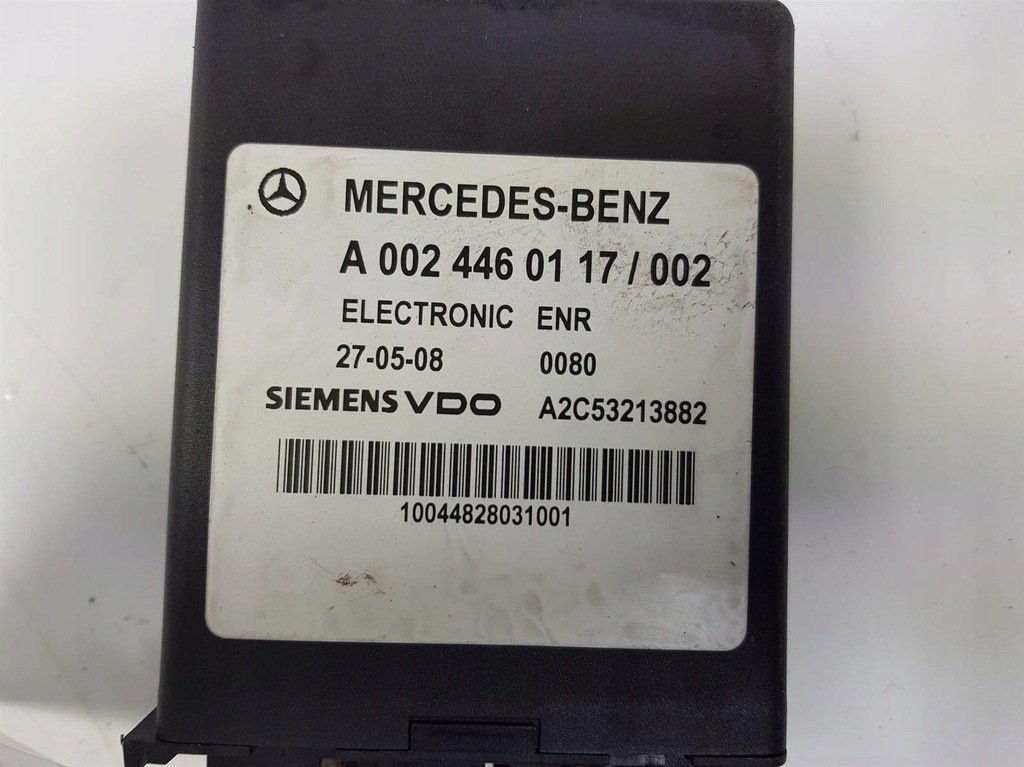 MERCEDES-BENZ
A 002 446 01 17 / 002
ELECTRONIC ENR
27-05-08 0080
SIEMENS VDO A2C53213882
10044828031001